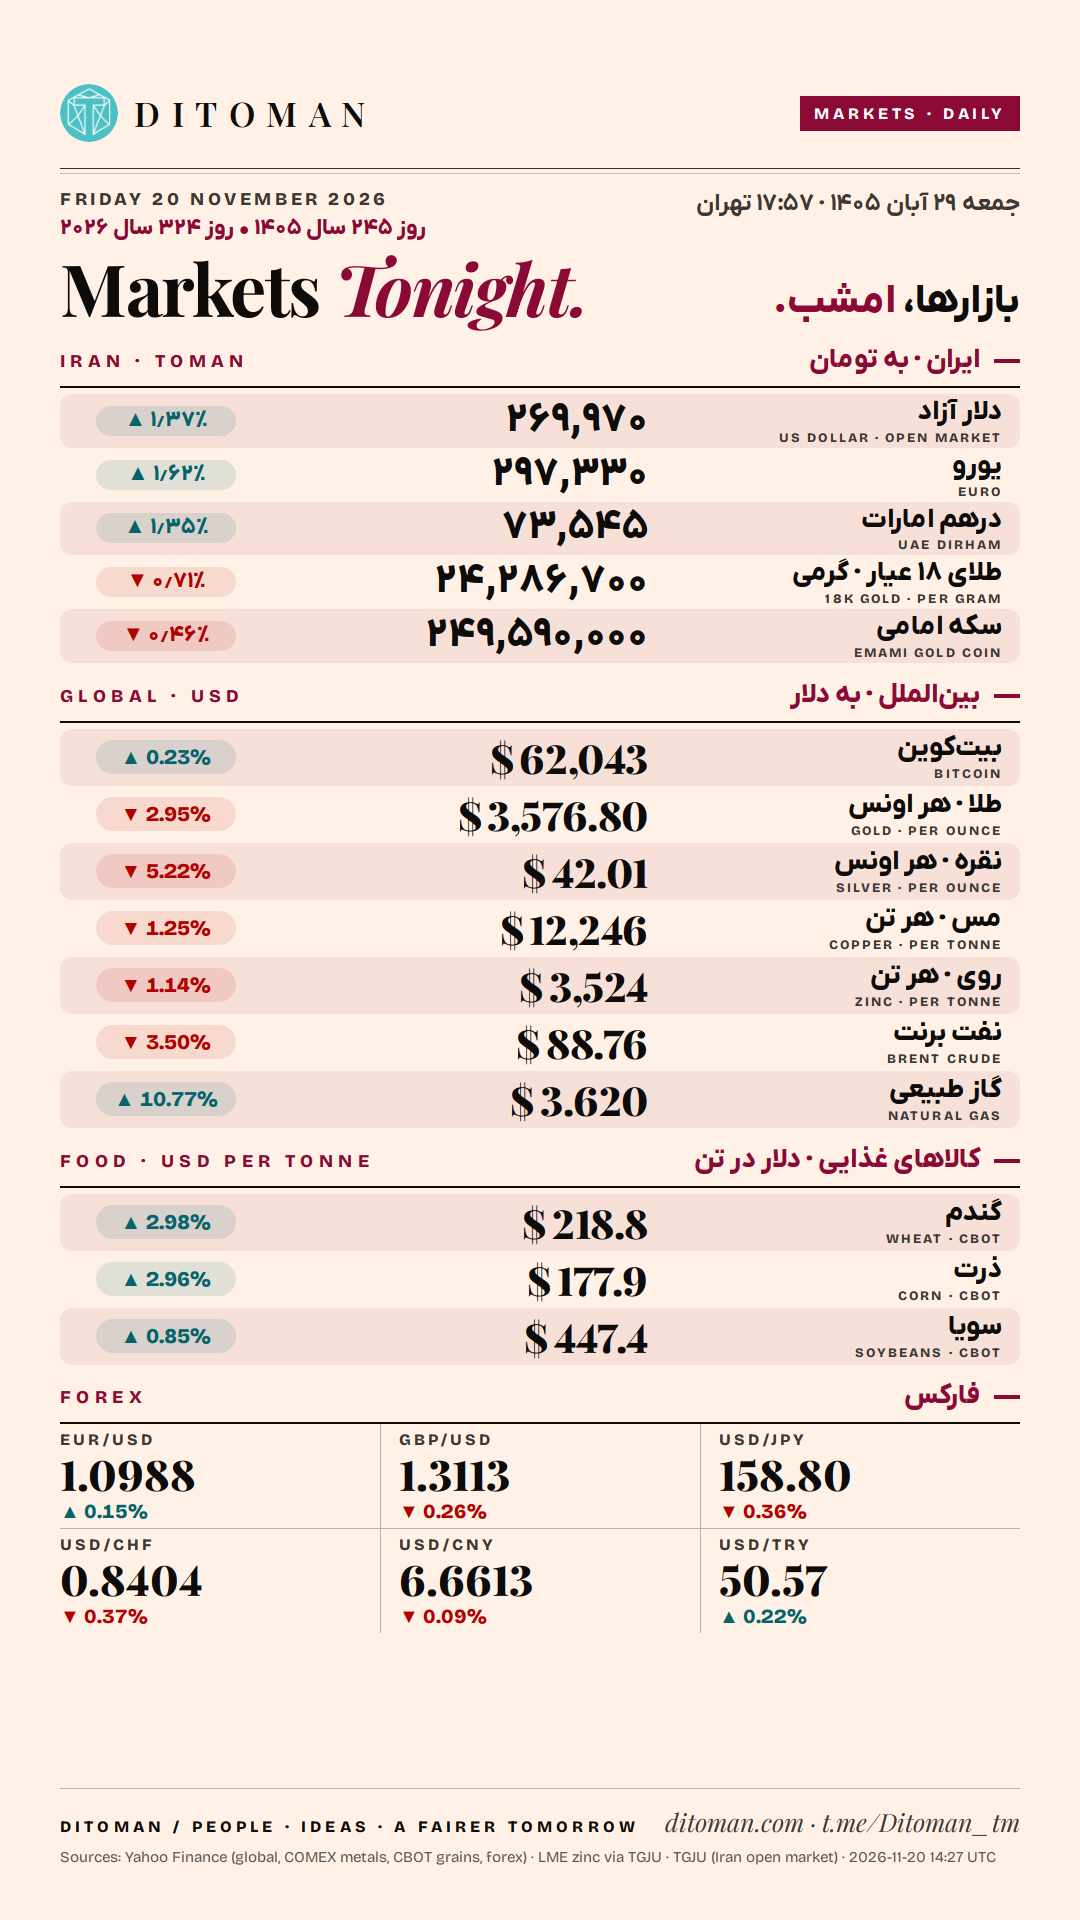 DITOMAN
MARKETS · DAILY
FRIDAY 20 NOVEMBER 2026
جمعه ۲۹ آبان ۱۴۰۵ · ۱۷:۵۷ تهران
روز ۲۴۵ سال ۱۴۰۵ • روز ۳۲۴ سال ۲۰۲۶
Markets Tonight.
بازارها، امشب.
IRAN · TOMAN
ایران · به تومان
دلار آزاد
US DOLLAR · OPEN MARKET
۲۶۹,۹۷۰
▲ ۱٫۳۷٪
یورو
EURO
۲۹۷,۳۳۰
▲ ۱٫۶۲٪
درهم امارات
UAE DIRHAM
۷۳,۵۴۵
▲ ۱٫۳۵٪
طلای ۱۸ عیار · گرمی
18K GOLD · PER GRAM
۲۴,۲۸۶,۷۰۰
▼ ۰٫۷۱٪
سکه امامی
EMAMI GOLD COIN
۲۴۹,۵۹۰,۰۰۰
▼ ۰٫۴۶٪
GLOBAL · USD
بین‌الملل · به دلار
بیت‌کوین
BITCOIN
$62,043
▲ 0.23%
طلا · هر اونس
GOLD · PER OUNCE
$3,576.80
▼ 2.95%
نقره · هر اونس
SILVER · PER OUNCE
$42.01
▼ 5.22%
مس · هر تن
COPPER · PER TONNE
$12,246
▼ 1.25%
روی · هر تن
ZINC · PER TONNE
$3,524
▼ 1.14%
نفت برنت
BRENT CRUDE
$88.76
▼ 3.50%
گاز طبیعی
NATURAL GAS
$3.620
▲ 10.77%
FOOD · USD PER TONNE
کالاهای غذایی · دلار در تن
گندم
WHEAT · CBOT
$218.8
▲ 2.98%
ذرت
CORN · CBOT
$177.9
▲ 2.96%
سویا
SOYBEANS · CBOT
$447.4
▲ 0.85%
FOREX
فارکس
EUR/USD
1.0988
▲ 0.15%
GBP/USD
1.3113
▼ 0.26%
USD/JPY
158.80
▼ 0.36%
USD/CHF
0.8404
▼ 0.37%
USD/CNY
6.6613
▼ 0.09%
USD/TRY
50.57
▲ 0.22%
DITOMAN / PEOPLE · IDEAS · A FAIRER TOMORROW
ditoman.com · t.me/Ditoman_tm
Sources: Yahoo Finance (global, COMEX metals, CBOT grains, forex) · LME zinc via TGJU · TGJU (Iran open market) · 2026-11-20 14:27 UTC